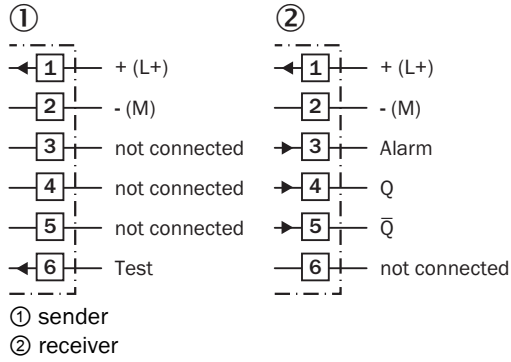 ① ②
1 + (L+) 1 + (L+)
2 - (M) 2 - (M)
3 not connected 3 Alarm
4 not connected 4 Q
5 not connected 5 Q̅
6 Test 6 not connected
① sender
② receiver